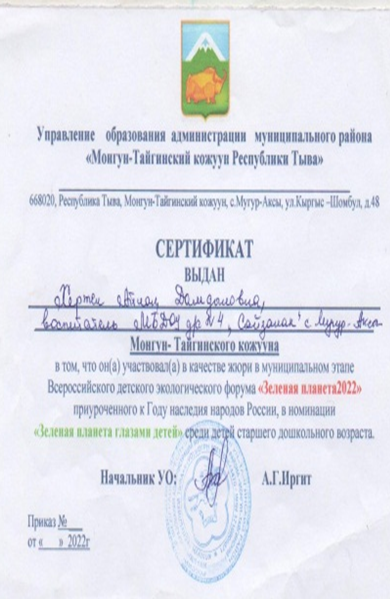 Управление образования администрации муниципального района
«Монгун-Тайгинский кожуун Республики Тыва»
668020, Республика Тыва, Монгун-Тайгинский кожуун, с.Мугур-Аксы, ул.Кыргыс –Шомбул, д.48
СЕРТИФИКАТ
ВЫДАН
Хертек Айлаң Дамдыловна,
воспитатель МБДОУ д/с №4 „Сайзанак" с Мугур-Аксы
Монгун- Тайгинского кожууна
в том, что он(а) участвовал(а) в качестве жюри в муниципальном этапе
Всероссийского детского экологического форума «Зеленая планета2022»
приуроченного к Году наследия народов России, в номинации
«Зеленая планета глазами детей» среди детей старшего дошкольного возраста.
Начальник УО: А.Г.Иргит
Приказ №___
от «__» 2022г